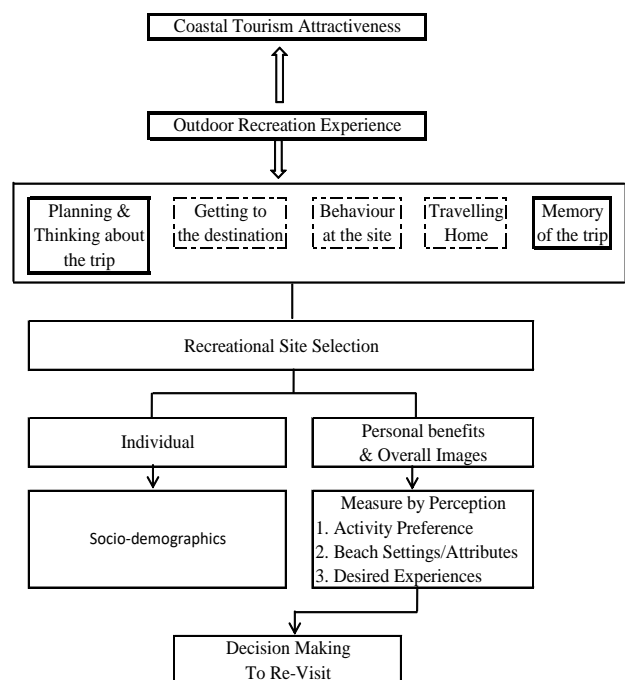 Coastal Tourism Attractiveness
Outdoor Recreation Experience
Planning &
Thinking about
the trip
Getting to
the destination
Behaviour
at the site
Travelling
Home
Memory
of the trip
Recreational Site Selection
Individual
Personal benefits
& Overall Images
Socio-demographics
Measure by Perception
1. Activity Preference
2. Beach Settings/Attributes
3. Desired Experiences
Decision Making
To Re-Visit